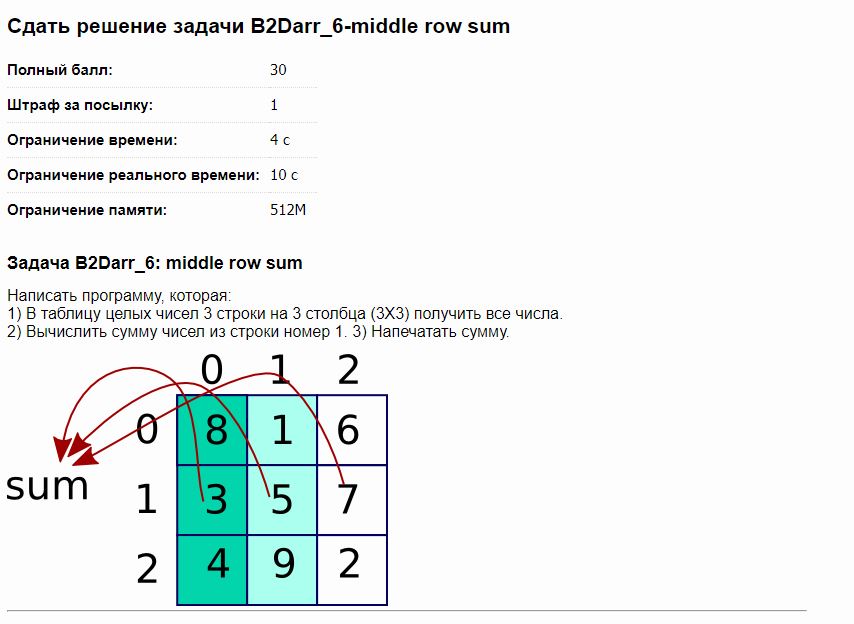 Сдать решение задачи B2Darr_6-middle row sum
Полный балл: 30
Штраф за посылку: 1
Ограничение времени: 4 с
Ограничение реального времени: 10 с
Ограничение памяти: 512M
Задача B2Darr_6: middle row sum
Написать программу, которая:
1) В таблицу целых чисел 3 строки на 3 столбца (3X3) получить все числа.
2) Вычислить сумму чисел из строки номер 1. 3) Напечатать сумму.
0 1 2
0 8 1 6
sum
1 3 5 7
2 4 9 2